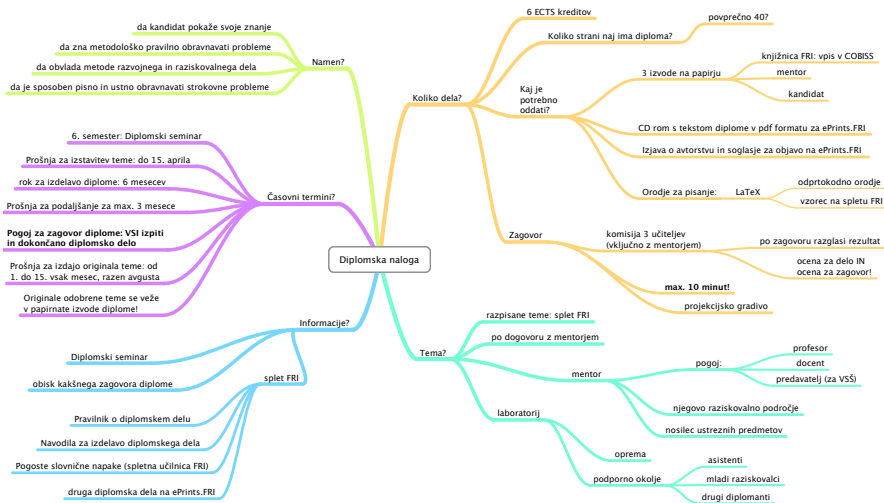 Diplomska naloga
Namen?
da kandidat pokaže svoje znanje
da zna metodološko pravilno obravnavati probleme
da obvlada metode razvojnega in raziskovalnega dela
da je sposoben pisno in ustno obravnavati strokovne probleme
Časovni termini?
6. semester: Diplomski seminar
Prošnja za izstavitev teme: do 15. aprila
rok za izdelavo diplome: 6 mesecev
Prošnja za podaljšanje za max. 3 mesece
Pogoj za zagovor diplome: VSI izpiti
in dokončano diplomsko delo
Prošnja za izdajo originala teme: od
1. do 15. vsak mesec, razen avgusta
Originale odobrene teme se veže
v papirnate izvode diplome!
Informacije?
Diplomski seminar
obisk kakšnega zagovora diplome
splet FRI
Pravilnik o diplomskem delu
Navodila za izdelavo diplomskega dela
Pogoste slovnične napake (spletna učilnica FRI)
druga diplomska dela na ePrints.FRI
Koliko dela?
6 ECTS kreditov
Koliko strani naj ima diploma?
povprečno 40?
Kaj je
potrebno
oddati?
3 izvode na papirju
knjižnica FRI: vpis v COBISS
mentor
kandidat
CD rom s tekstom diplome v pdf formatu za ePrints.FRI
Izjava o avtorstvu in soglasje za objavo na ePrints.FRI
Orodje za pisanje:
LaTeX
odprtokodno orodje
vzorec na spletu FRI
Zagovor
komisija 3 učiteljev
(vključno z mentorjem)
po zagovoru razglasi rezultat
ocena za delo IN
ocena za zagovor!
max. 10 minut!
projekcijsko gradivo
Tema?
razpisane teme: splet FRI
po dogovoru z mentorjem
mentor
pogoj:
profesor
docent
predavatelj (za VSŠ)
njegovo raziskovalno področje
nosilec ustreznih predmetov
laboratorij
oprema
podporno okolje
asistenti
mladi raziskovalci
drugi diplomanti